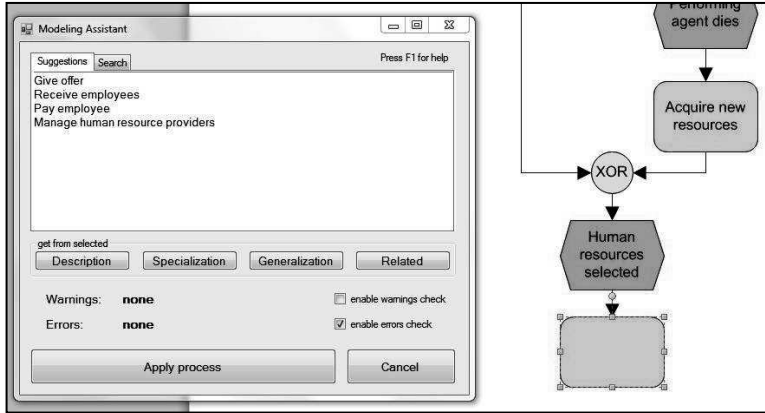 Modeling Assistant
Suggestions
Search
Press F1 for help
Give offer
Receive employees
Pay employee
Manage human resource providers
get from selected
Description
Specialization
Generalization
Related
Warnings: none
enable warnings check
Errors: none
enable errors check
Apply process
Cancel
Performing
agent dies
Acquire new
resources
XOR
Human
resources
selected